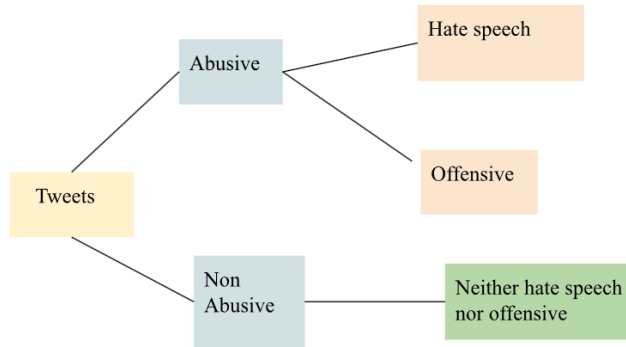 Hate speech
Abusive
Offensive
Tweets
Non
Abusive
Neither hate speech
nor offensive